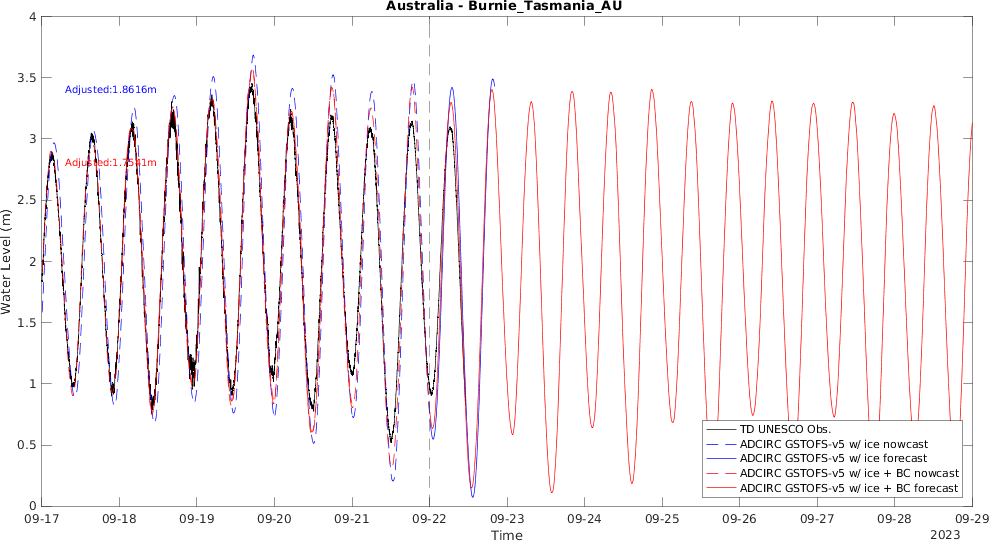 Australia - Burnie_Tasmania_AU
4
3.5
Adjusted:1.8616m
3
Adjusted:1.7541m
2.5
2
1.5
1
0.5
0
Water Level (m)
TD UNESCO Obs.
ADCIRC GSTOFS-v5 w/ ice nowcast
ADCIRC GSTOFS-v5 w/ ice forecast
ADCIRC GSTOFS-v5 w/ ice + BC nowcast
ADCIRC GSTOFS-v5 w/ ice + BC forecast
09-17 09-18 09-19 09-20 09-21 09-22 09-23 09-24 09-25 09-26 09-27 09-28 09-29
Time
2023